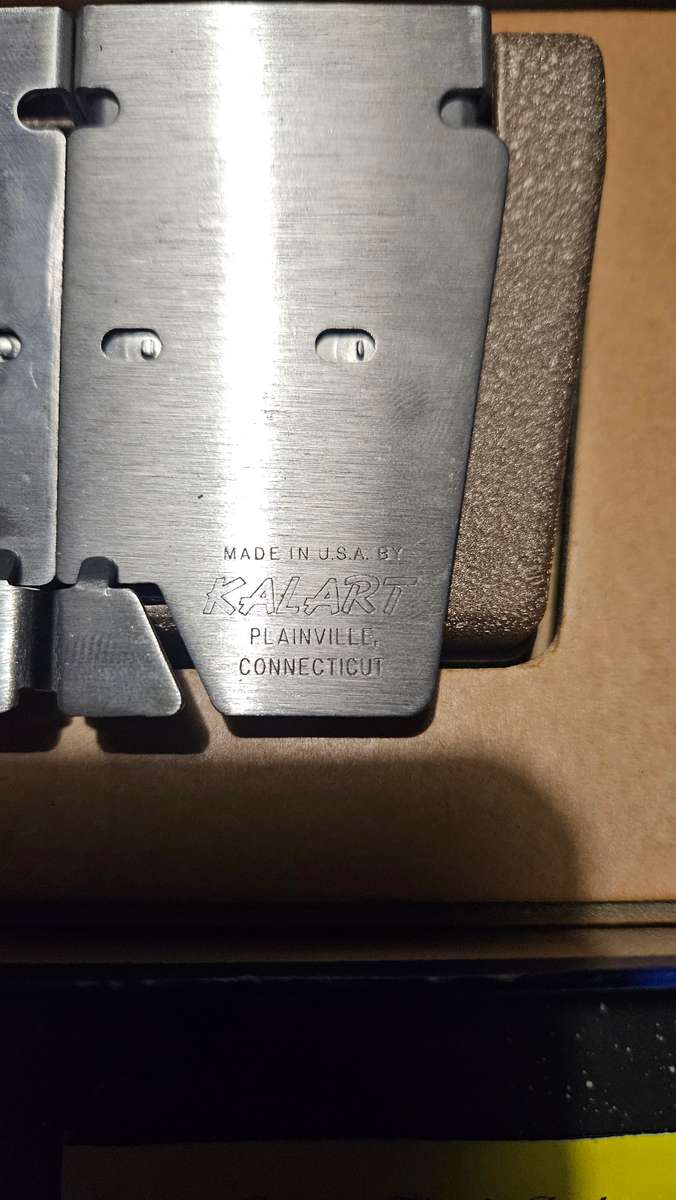 MADE IN U.S.A. BY
KALART
PLAINVILLE,
CONNECTICUT